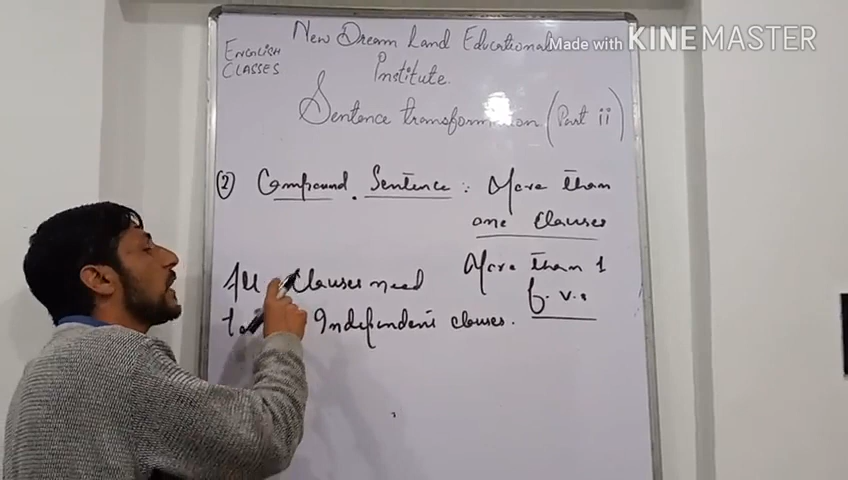 New Dream Land Educational
Institute.
ENGLISH
CLASSES
Made with KINEMASTER
Sentence transformation (Part ii)
(2) Compound Sentence : More than
one Clauses
More than 1
f. v.s
All Clauses need
to Independent clauses.